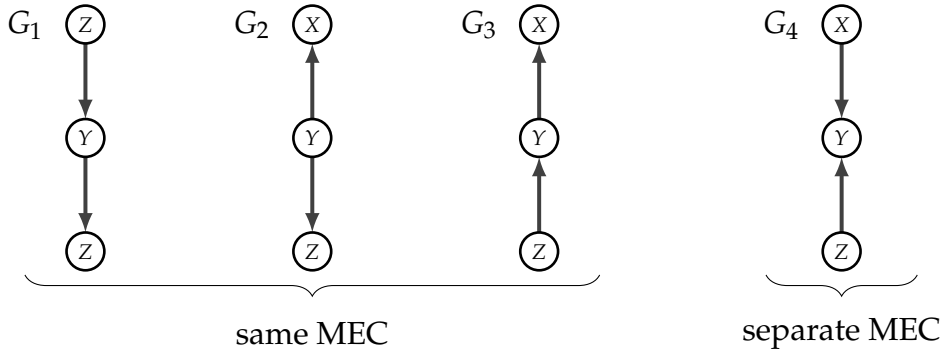 G1 Z G2 X G3 X G4 X
Y Y Y Y
Z Z Z Z
same MEC separate MEC